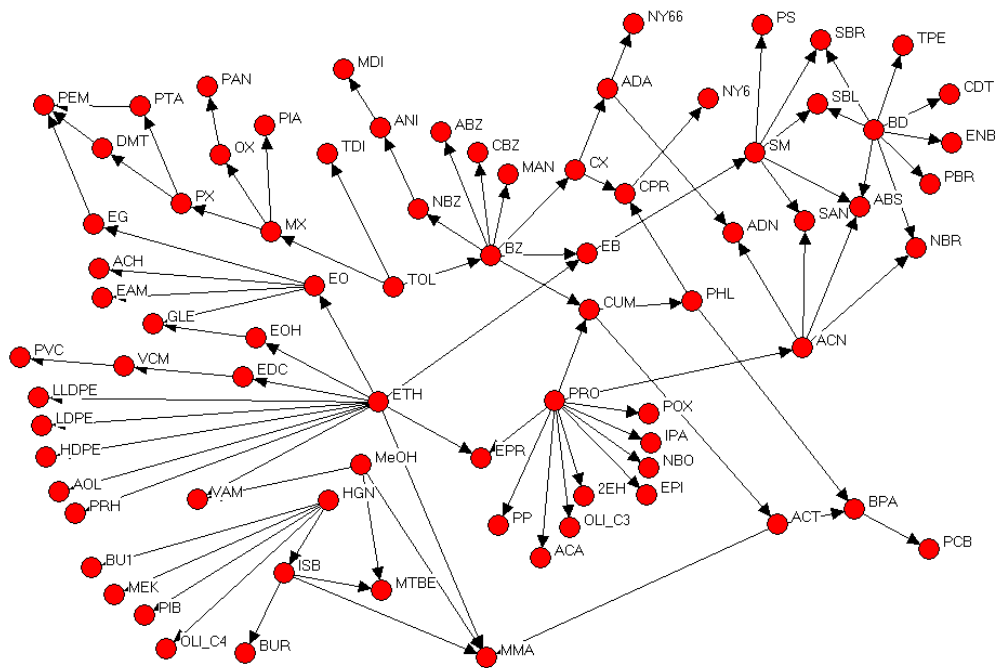 NY66
PS
SBR
TPE
MDI
PAN
ADA
CDT
PEM
PTA
NY6
SBL
PIA
ABZ
ANI
BD
CBZ
ENB
DMT
OX
TDI
SM
MAN
CX
PBR
CPR
PX
NBZ
SAN
ABS
EG
MX
ADN
NBR
BZ
EB
ACH
EO
TOL
EAM
CUM
PHL
GLE
EOH
ACN
PVC
VCM
EDC
LLDPE
ETH
PRO
POX
LDPE
IPA
HDPE
EPR
MeOH
NBO
AOL
VAM
HGN
2EH
EPI
PRH
BPA
PP
OLI_C3
ACT
PCB
ACA
BU1
ISB
MEK
MTBE
PIB
OLI_C4
BUR
MMA